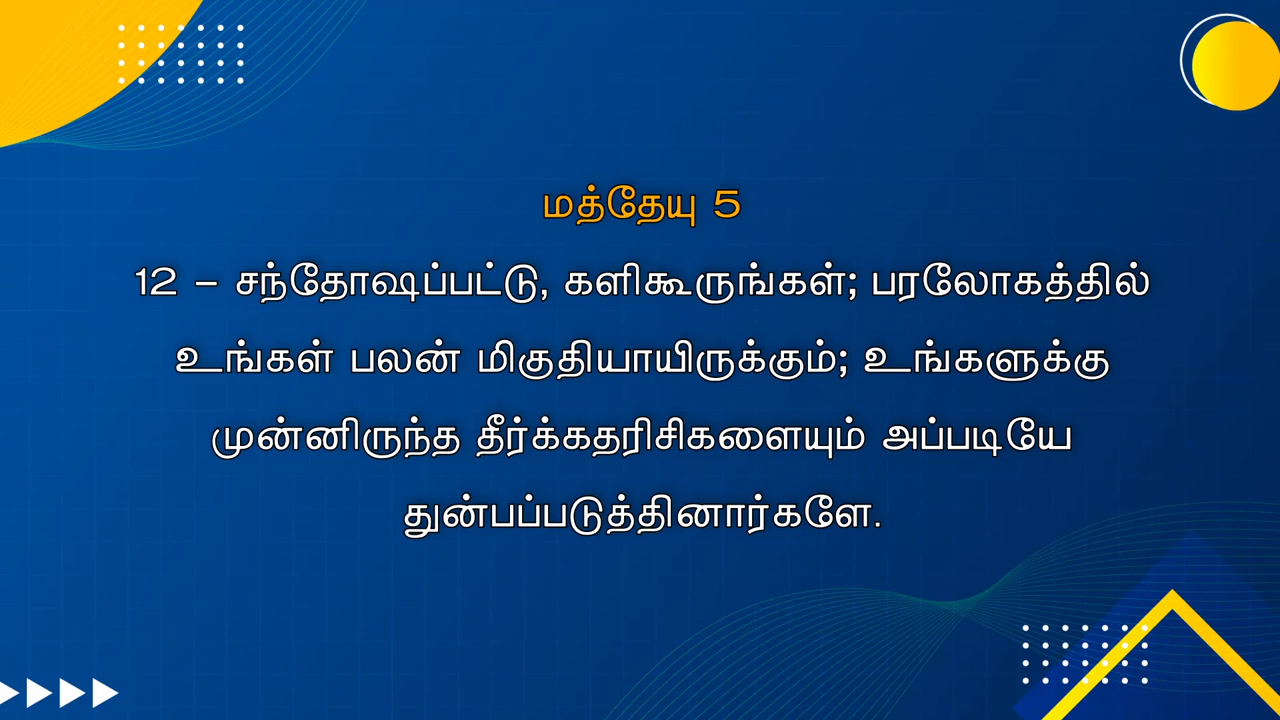 மத்தேயு 5
12 – சந்தோஷப்பட்டு, களிகூருங்கள்; பரலோகத்தில்
உங்கள் பலன் மிகுதியாயிருக்கும்; உங்களுக்கு
முன்னிருந்த தீர்க்கதரிசிகளையும் அப்படியே
துன்பப்படுத்தினார்களே.